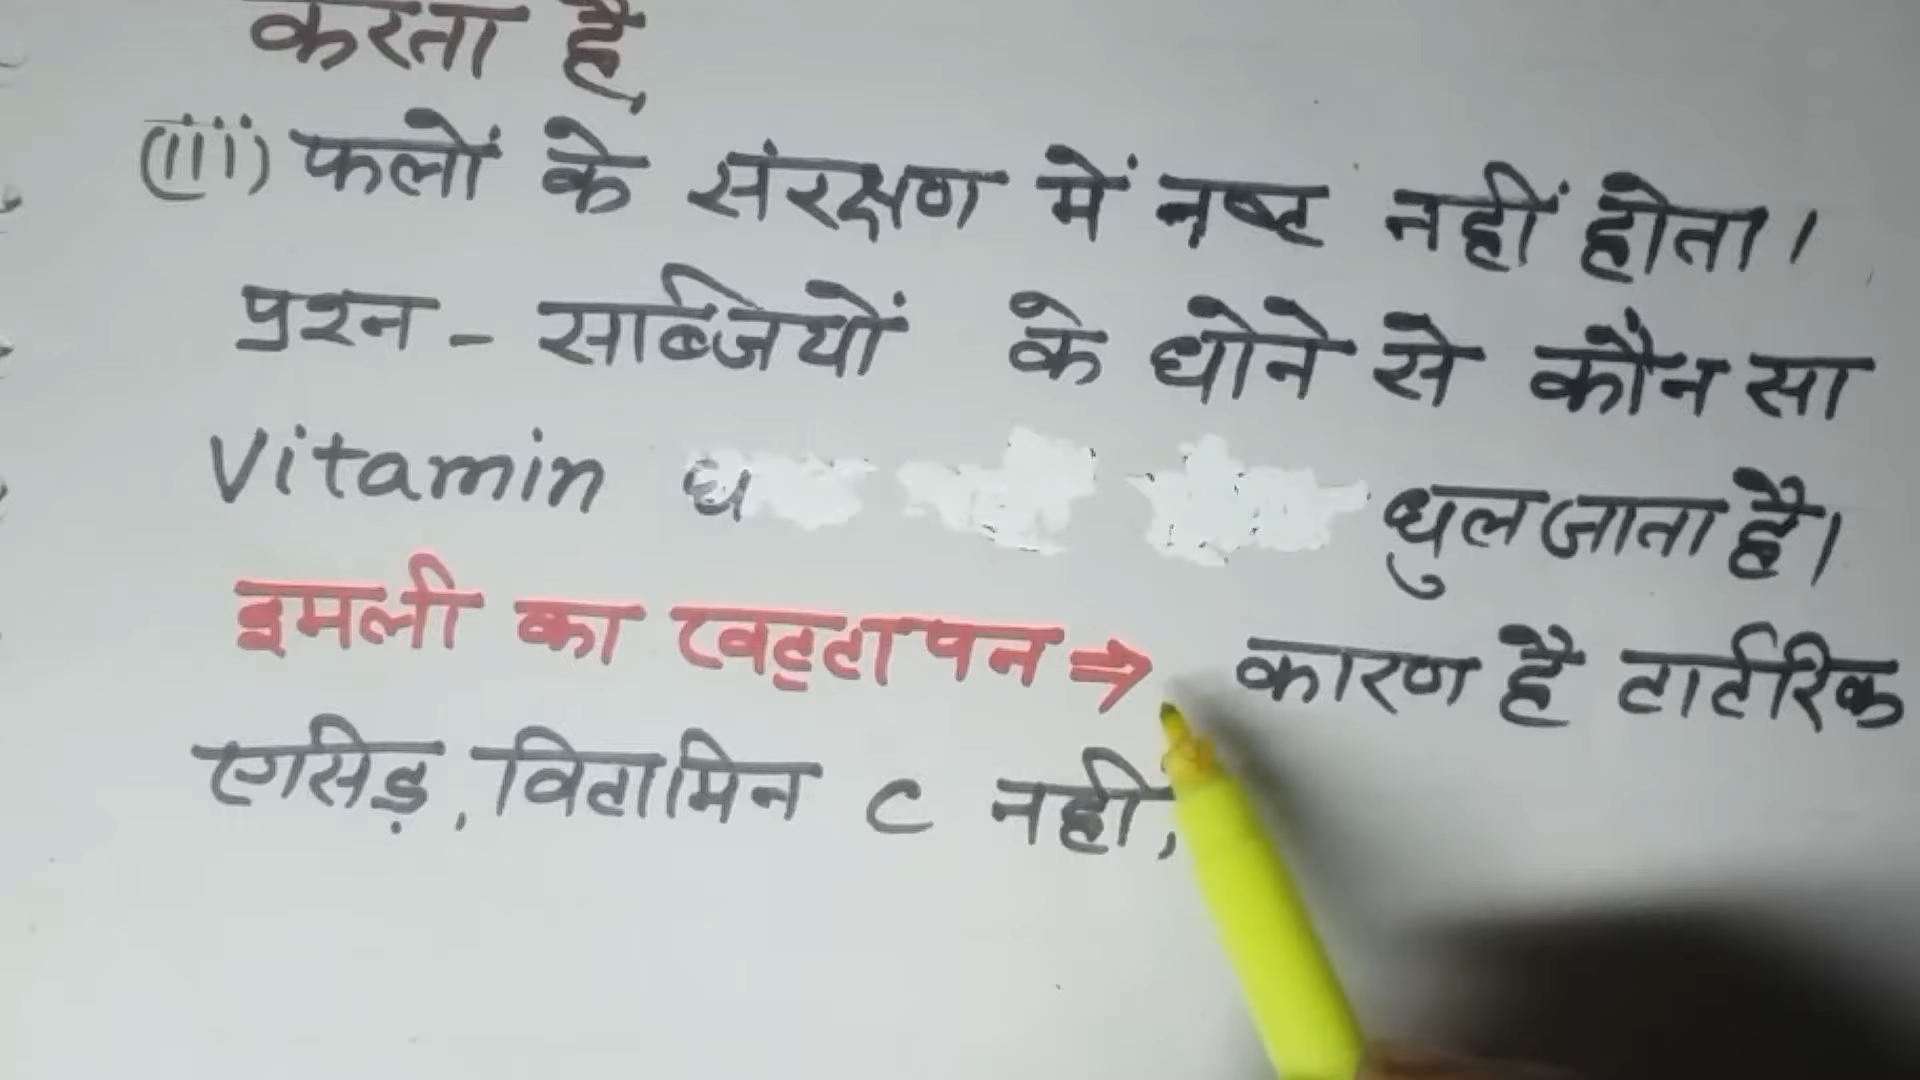 करता है,
(iii) फलों के संरक्षण में नष्ट नहीं होता।
प्रश्न - सब्जियों के धोने से कौन सा
Vitamin ध धुल जाता है।
इमली का खट्टापन ⇒ कारण है टार्टरिक
एसिड़, विटामिन C नही,